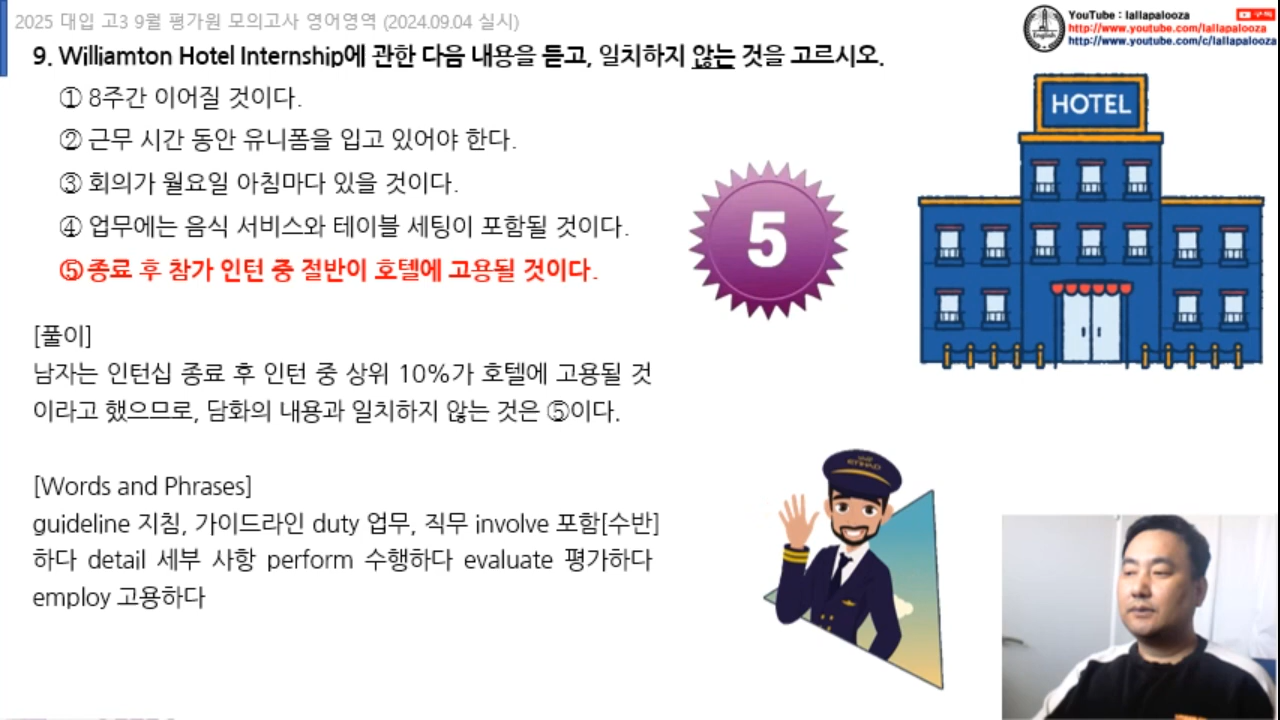 2025 대입 고3 9월 평가원 모의고사 영어영역 (2024.09.04 실시)
YouTube : lallapalooza
구독
http://www.youtube.com/lallapalooza
http://www.youtube.com/c/lallapalooza
English
9. Williamton Hotel Internship에 관한 다음 내용을 듣고, 일치하지 않는 것을 고르시오.
① 8주간 이어질 것이다.
② 근무 시간 동안 유니폼을 입고 있어야 한다.
③ 회의가 월요일 아침마다 있을 것이다.
④ 업무에는 음식 서비스와 테이블 세팅이 포함될 것이다.
⑤ 종료 후 참가 인턴 중 절반이 호텔에 고용될 것이다.
5
HOTEL
[풀이]
남자는 인턴십 종료 후 인턴 중 상위 10%가 호텔에 고용될 것
이라고 했으므로, 담화의 내용과 일치하지 않는 것은 ⑤이다.
[Words and Phrases]
guideline 지침, 가이드라인 duty 업무, 직무 involve 포함[수반]
하다 detail 세부 사항 perform 수행하다 evaluate 평가하다
employ 고용하다
ETIHAD